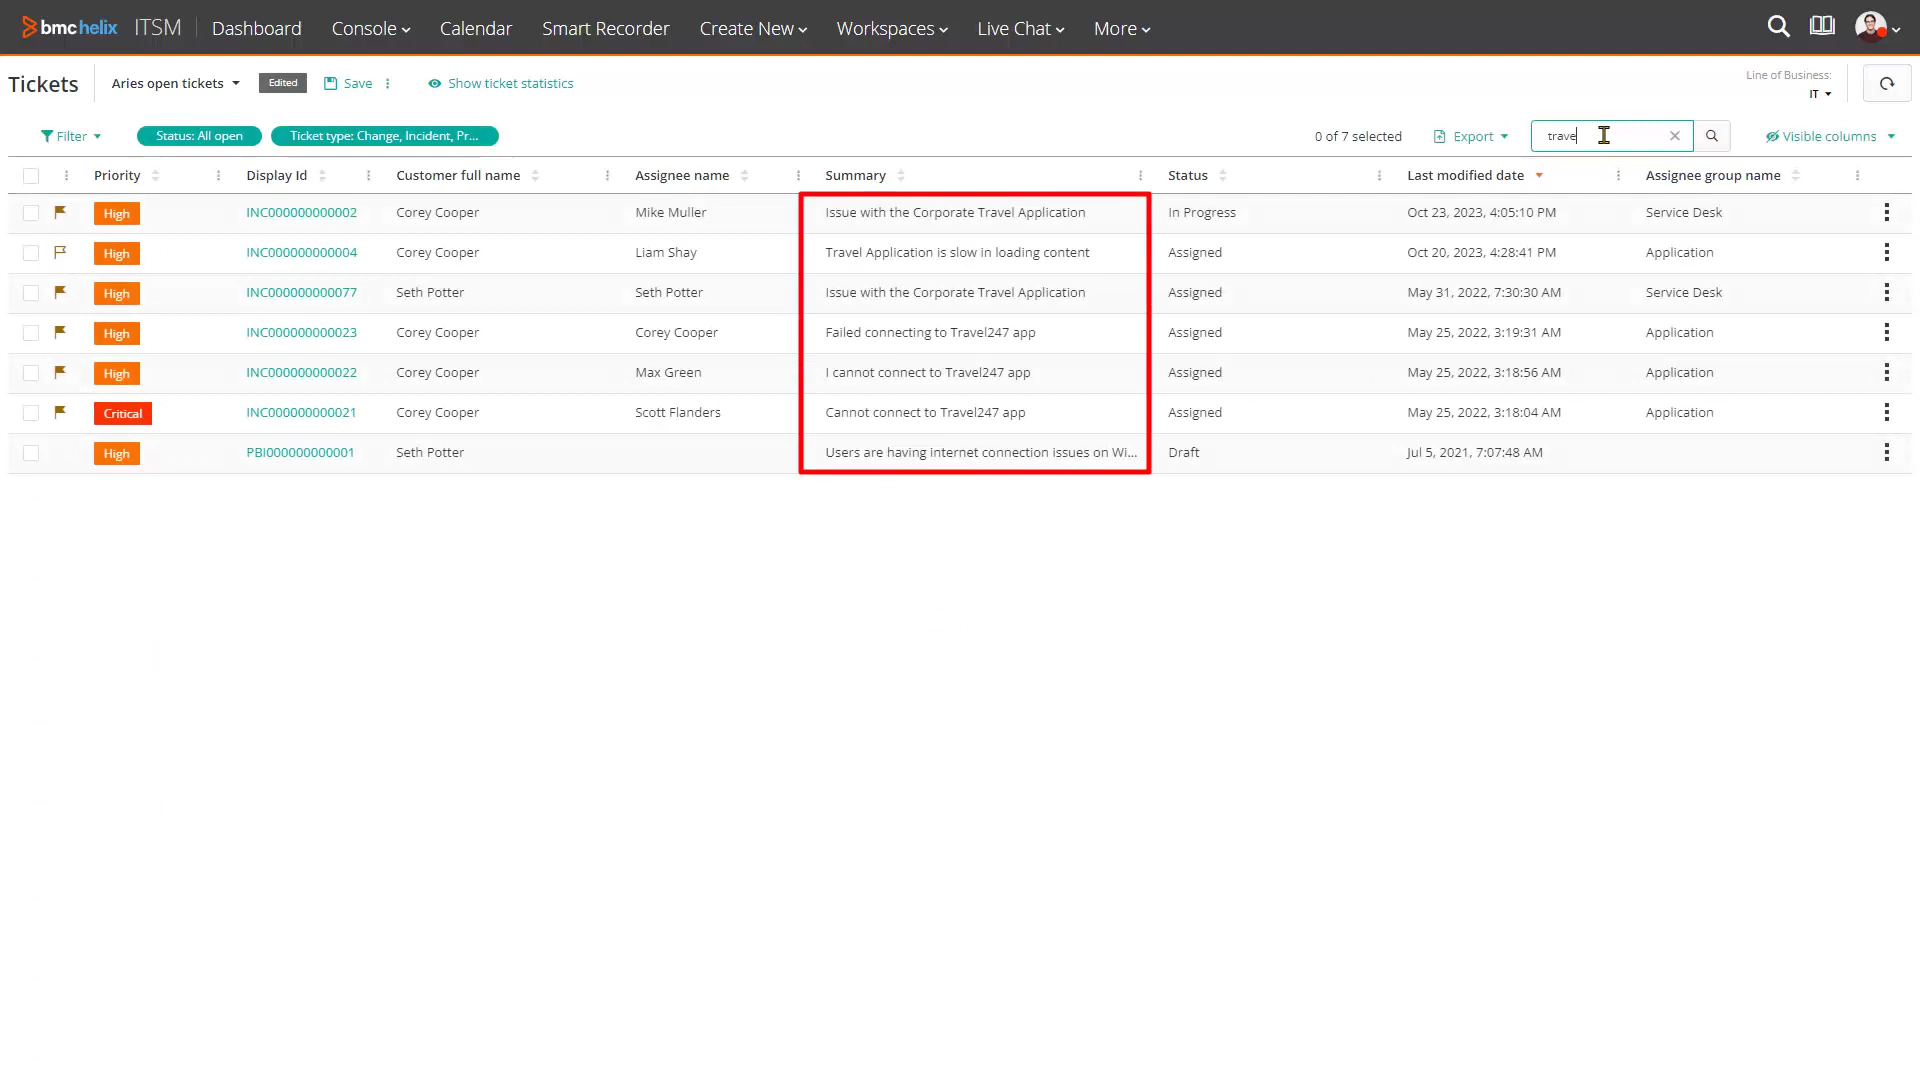 bmchelix ITSM Dashboard Console Calendar Smart Recorder Create New Workspaces Live Chat More
Tickets Aries open tickets Edited Save Show ticket statistics Line of Business:
IT
Filter Status: All open Ticket type: Change, Incident, Pr... 0 of 7 selected Export trave Visible columns
Priority Display Id Customer full name Assignee name Summary Status Last modified date Assignee group name
High INC000000000002 Corey Cooper Mike Muller Issue with the Corporate Travel Application In Progress Oct 23, 2023, 4:05:10 PM Service Desk
High INC000000000004 Corey Cooper Liam Shay Travel Application is slow in loading content Assigned Oct 20, 2023, 4:28:41 PM Application
High INC000000000077 Seth Potter Seth Potter Issue with the Corporate Travel Application Assigned May 31, 2022, 7:30:30 AM Service Desk
High INC000000000023 Corey Cooper Corey Cooper Failed connecting to Travel247 app Assigned May 25, 2022, 3:19:31 AM Application
High INC000000000022 Corey Cooper Max Green I cannot connect to Travel247 app Assigned May 25, 2022, 3:18:56 AM Application
Critical INC000000000021 Corey Cooper Scott Flanders Cannot connect to Travel247 app Assigned May 25, 2022, 3:18:04 AM Application
High PBI000000000001 Seth Potter Users are having internet connection issues on Wi... Draft Jul 5, 2021, 7:07:48 AM